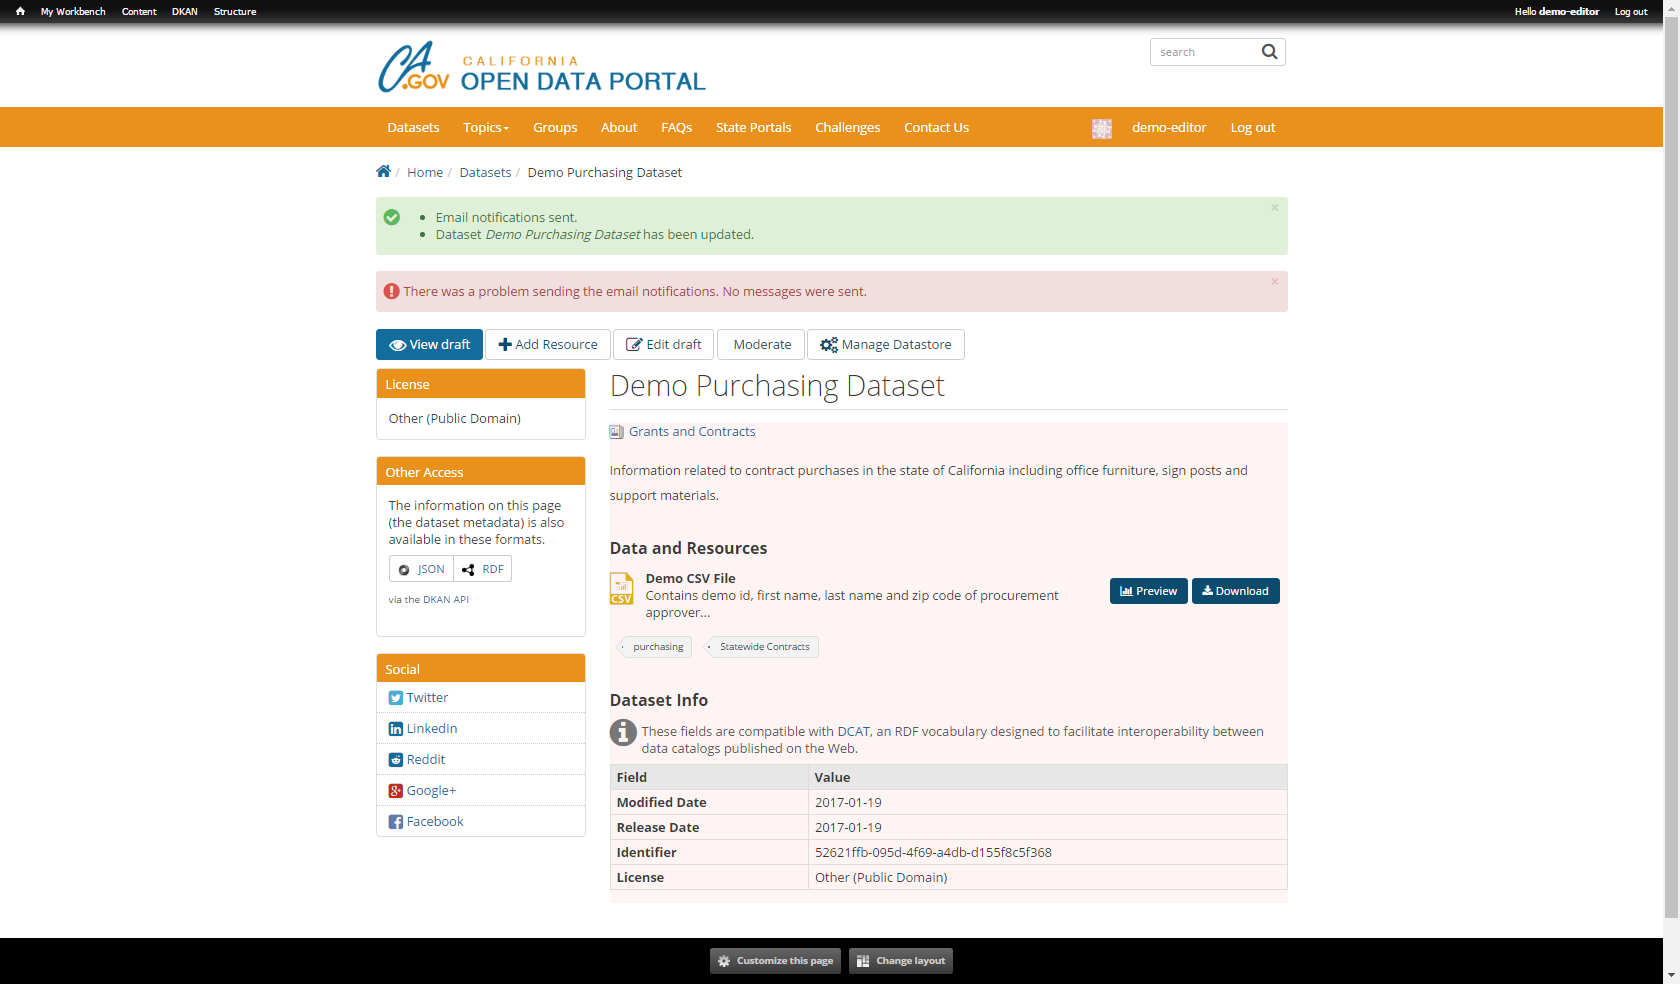 My Workbench Content DKAN Structure Hello demo-editor Log out
CA.GOV CALIFORNIA
OPEN DATA PORTAL
search
Datasets Topics Groups About FAQs State Portals Challenges Contact Us demo-editor Log out
/ Home / Datasets / Demo Purchasing Dataset
×
• Email notifications sent.
• Dataset Demo Purchasing Dataset has been updated.
×
There was a problem sending the email notifications. No messages were sent.
View draft Add Resource Edit draft Moderate Manage Datastore
License
Other (Public Domain)
Other Access
The information on this page
(the dataset metadata) is also
available in these formats.
JSON RDF
via the DKAN API
Social
Twitter
LinkedIn
Reddit
Google+
Facebook
Demo Purchasing Dataset
Grants and Contracts
Information related to contract purchases in the state of California including office furniture, sign posts and
support materials.
Data and Resources
CSV
Demo CSV File
Contains demo id, first name, last name and zip code of procurement
approver...
Preview Download
purchasing Statewide Contracts
Dataset Info
These fields are compatible with DCAT, an RDF vocabulary designed to facilitate interoperability between
data catalogs published on the Web.
Field Value
Modified Date 2017-01-19
Release Date 2017-01-19
Identifier 52621ffb-095d-4f69-a4db-d155f8c5f368
License Other (Public Domain)
Customize this page Change layout